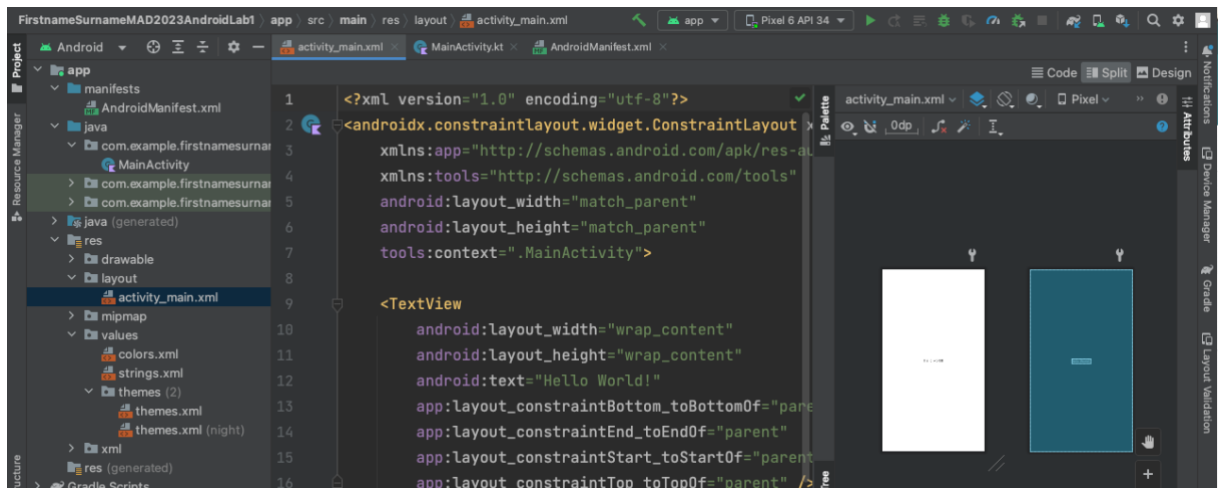 FirstnameSurnameMAD2023AndroidLab1 app src main res layout activity_main.xml app Pixel 6 API 34
Project
Resource Manager
Android
app
manifests
AndroidManifest.xml
java
com.example.firstnamesurnar
MainActivity
com.example.firstnamesurnar
com.example.firstnamesurnar
java (generated)
res
drawable
layout
activity_main.xml
mipmap
values
colors.xml
strings.xml
themes (2)
themes.xml
themes.xml (night)
xml
res (generated)
Gradle Scripts
ucture
activity_main.xml MainActivity.kt AndroidManifest.xml
Code Split Design
1 <?xml version="1.0" encoding="utf-8"?>
2 <androidx.constraintlayout.widget.ConstraintLayout x
3 xmlns:app="http://schemas.android.com/apk/res-au
4 xmlns:tools="http://schemas.android.com/tools"
5 android:layout_width="match_parent"
6 android:layout_height="match_parent"
7 tools:context=".MainActivity">
8
9 <TextView
10 android:layout_width="wrap_content"
11 android:layout_height="wrap_content"
12 android:text="Hello World!"
13 app:layout_constraintBottom_toBottomOf="pare
14 app:layout_constraintEnd_toEndOf="parent"
15 app:layout_constraintStart_toStartOf="parent
16 app:layout_constraintTop_toTopOf="parent" />
Palette
Tree
activity_main.xml Pixel
0dp
Attributes
Notifications
Device Manager
Gradle
Layout Validation